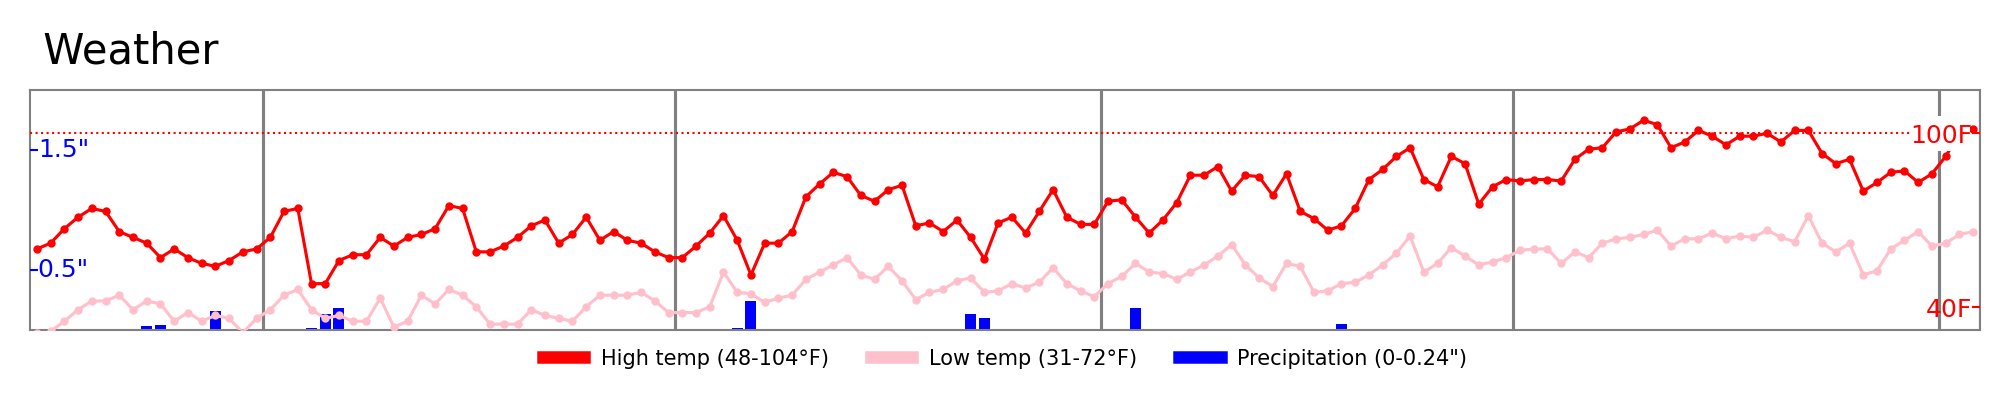 Weather
1.5"
100F
0.5"
40F
High temp (48-104°F) Low temp (31-72°F) Precipitation (0-0.24")